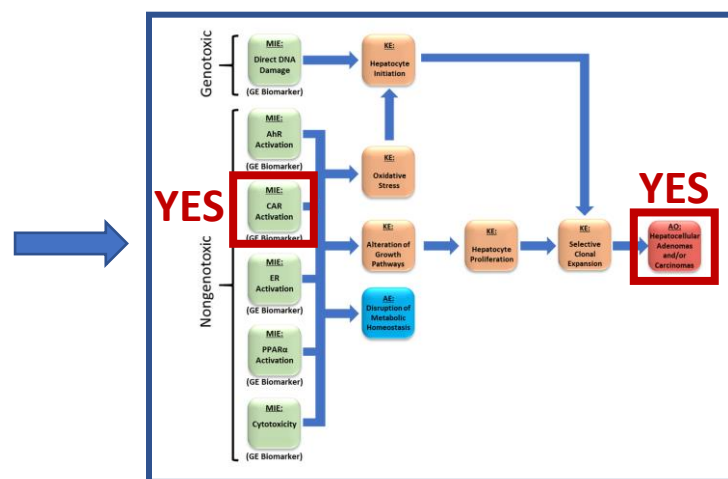 Genotoxic
MIE:
Direct DNA
Damage
(GE Biomarker)
KE:
Hepatocyte
Initiation
Nongenotoxic
MIE:
AhR
Activation
(GE Biomarker)
KE:
Oxidative
Stress
YES
MIE:
CAR
Activation
(GE Biomarker)
KE:
Alteration of
Growth
Pathways
KE:
Hepatocyte
Proliferation
KE:
Selective
Clonal
Expansion
YES
AO:
Hepatocellular
Adenomas
and/or
Carcinomas
MIE:
ER
Activation
(GE Biomarker)
AE:
Disruption of
Metabolic
Homeostasis
MIE:
PPARα
Activation
(GE Biomarker)
MIE:
Cytotoxicity
(GE Biomarker)